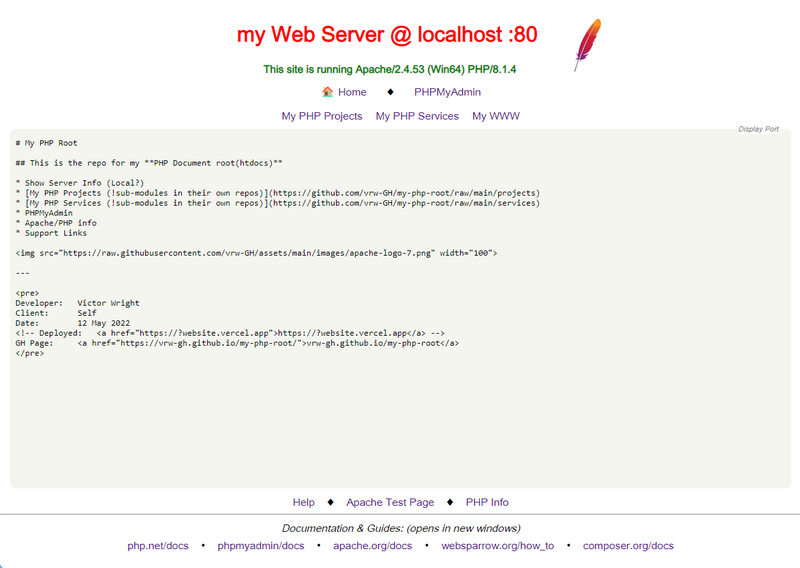 my Web Server @ localhost :80
This site is running Apache/2.4.53 (Win64) PHP/8.1.4
Home ♦ PHPMyAdmin
My PHP Projects My PHP Services My WWW
Display Port
# My PHP Root
## This is the repo for my **PHP Document root(htdocs)**
* Show Server Info (Local?)
* [My PHP Projects (!sub-modules in their own repos)](https://github.com/vrw-GH/my-php-root/raw/main/projects)
* [My PHP Services (!sub-modules in their own repos)](https://github.com/vrw-GH/my-php-root/raw/main/services)
* PHPMyAdmin
* Apache/PHP info
* Support Links
<img src="https://raw.githubusercontent.com/vrw-GH/assets/main/images/apache-logo-7.png" width="100">
---
<pre>
Developer:   Victor Wright
Client:      Self
Date:        12 May 2022
<!-- Deployed:   <a href="https://?website.vercel.app">https://?website.vercel.app</a> -->
GH Page:     <a href="https://vrw-gh.github.io/my-php-root/">vrw-gh.github.io/my-php-root</a>
</pre>
Help ♦ Apache Test Page ♦ PHP Info
Documentation & Guides: (opens in new windows)
php.net/docs • phpmyadmin/docs • apache.org/docs • websparrow.org/how_to • composer.org/docs